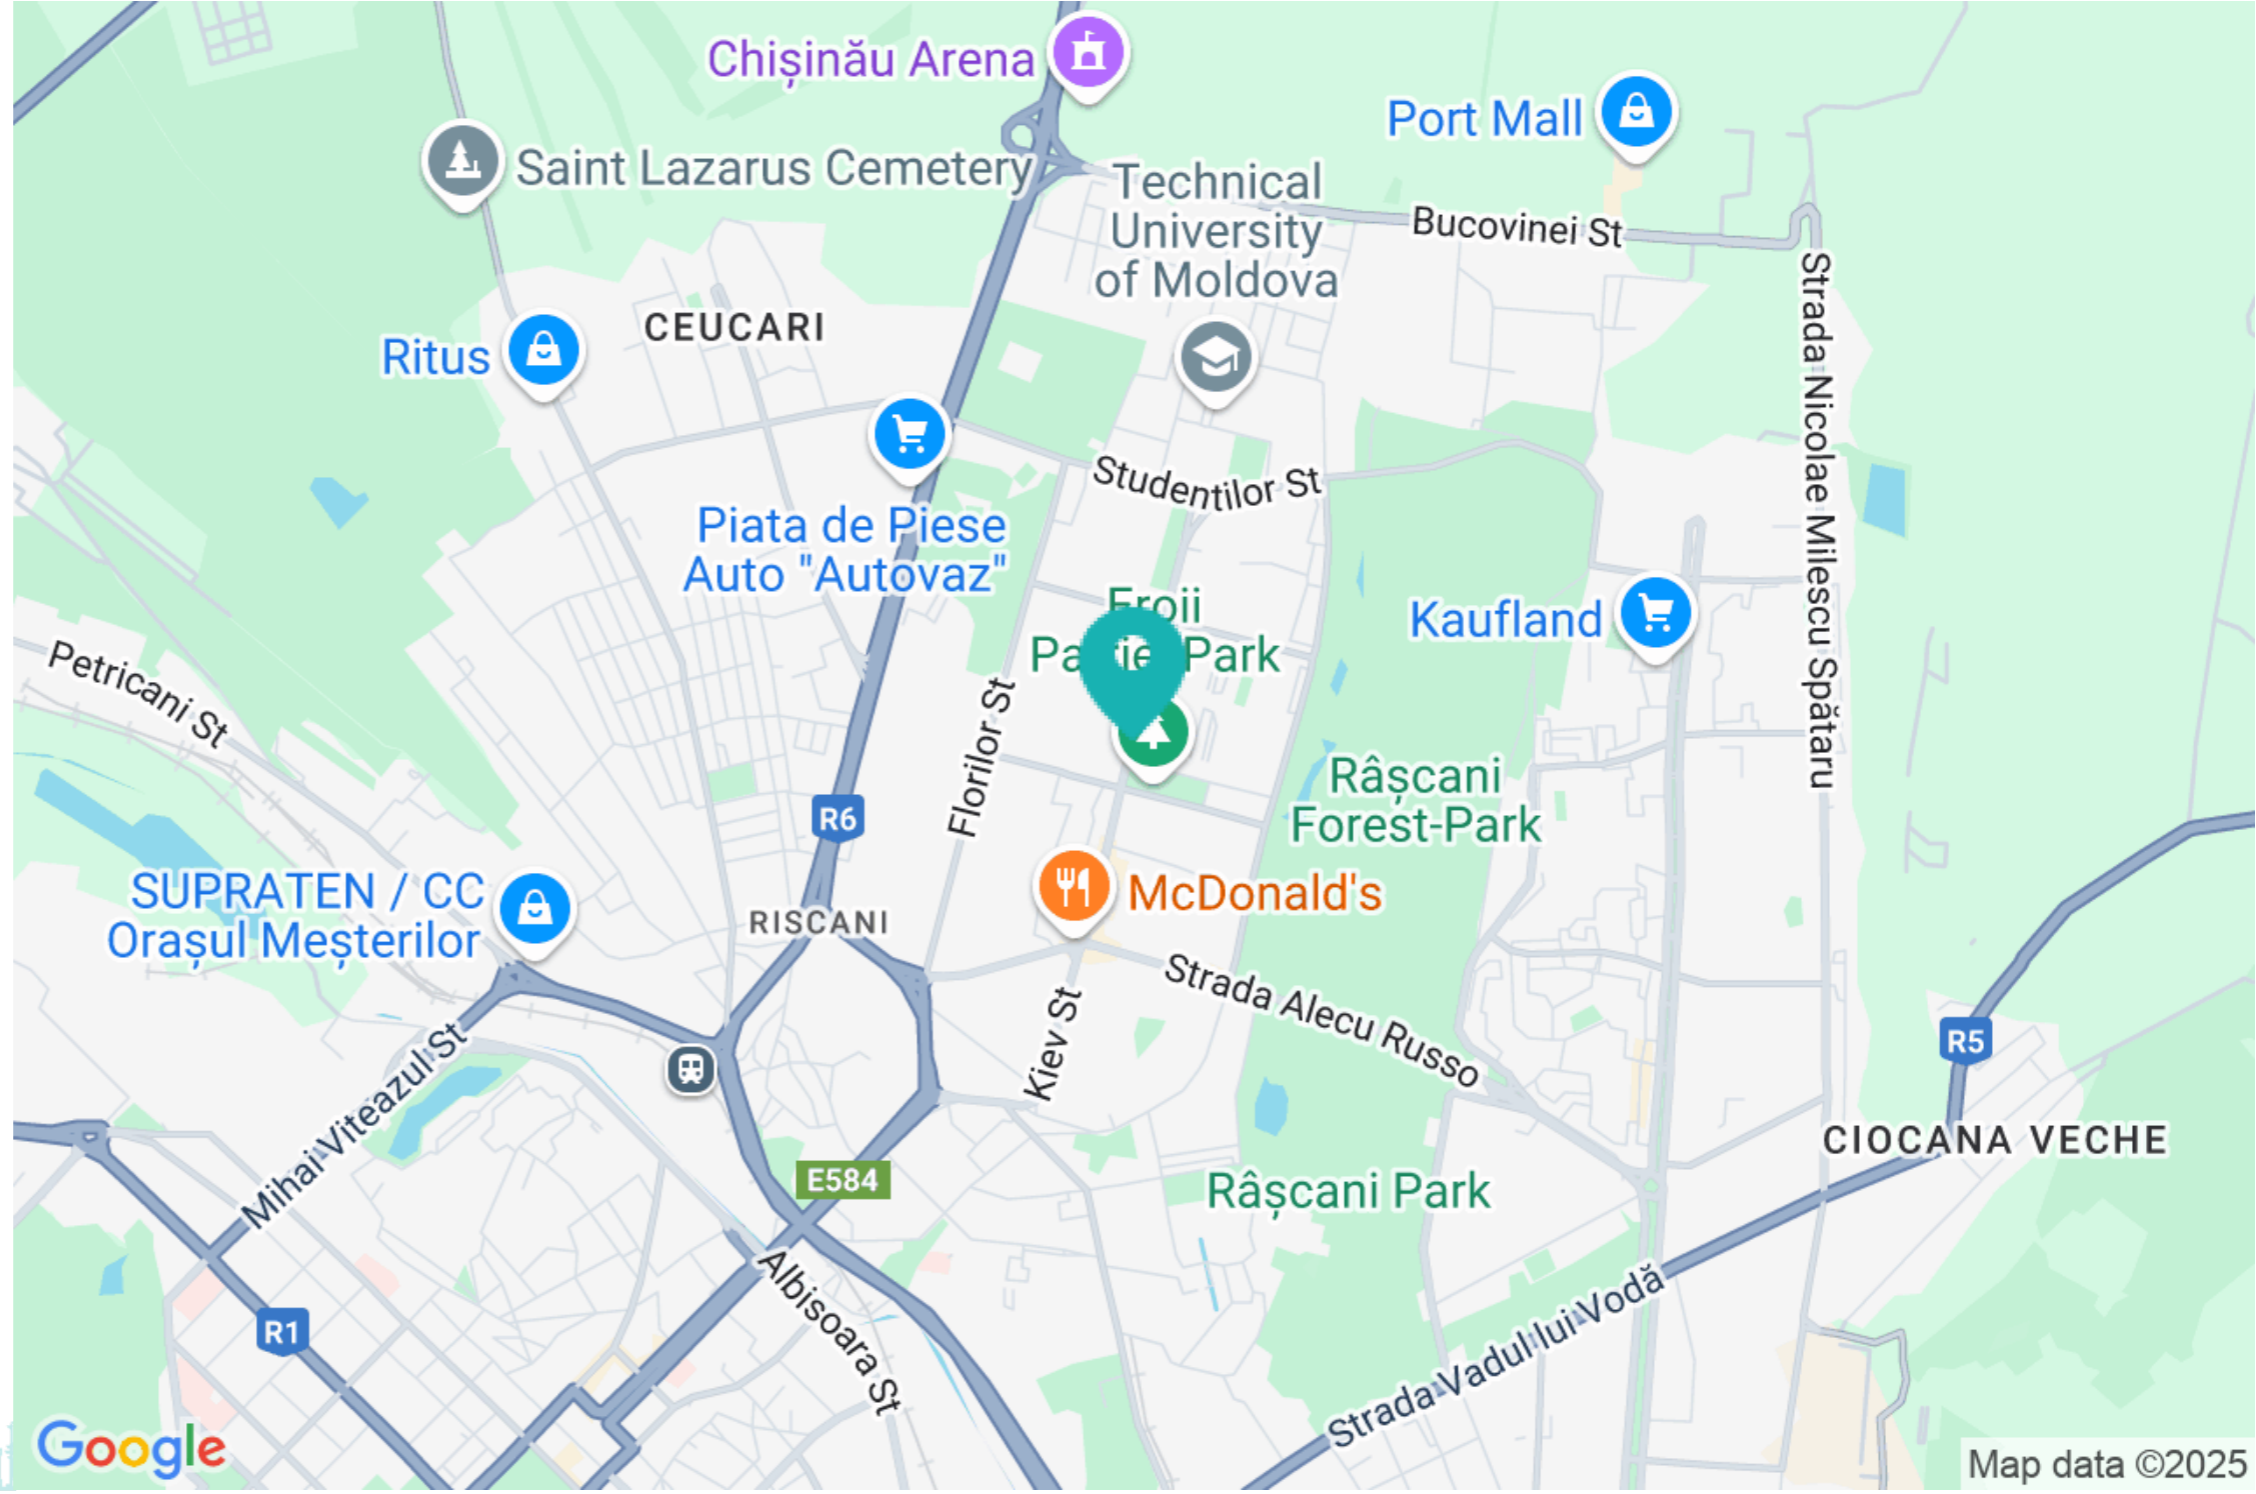 Chișinău Arena
Port Mall
Saint Lazarus Cemetery
Technical
University
of Moldova
Bucovinei St
Strada Nicolae Milescu Spătaru
CEUCARI
Ritus
Studentilor St
Piata de Piese
Auto "Autovaz"
Eroii
Park
Kaufland
Petricani St
Florilor St
Râșcani
Forest-Park
R6
SUPRATEN / CC
Orașul Meșterilor
McDonald's
RISCANI
Strada Alecu Russo
Kiev St
R5
Mihai Viteazul St
CIOCANA VECHE
E584
Râșcani Park
Albisoara St
Strada Vadul lui Vodă
R1
Google
Map data ©2025